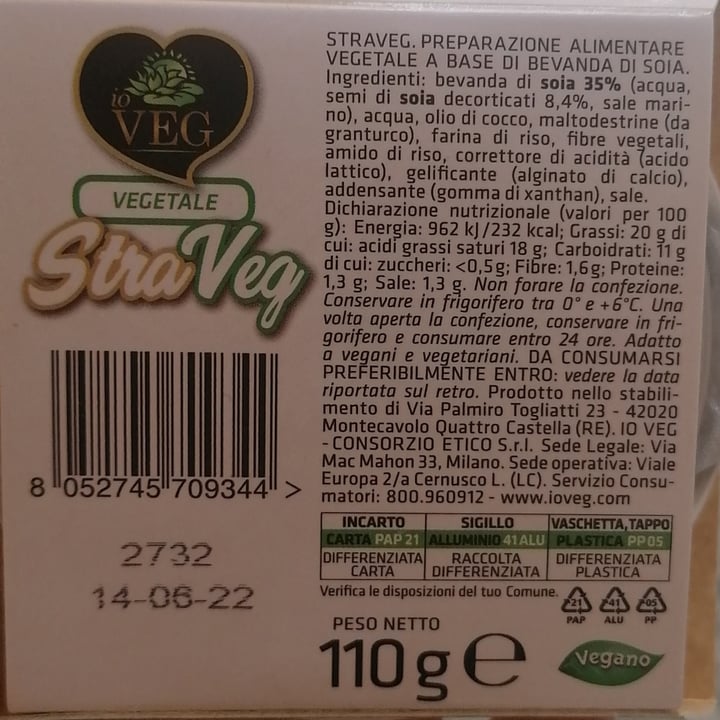 io
VEG
VEGETALE
StraVeg
8 052745 709344 >
2732
14-06-22
STRAVEG. PREPARAZIONE ALIMENTARE
VEGETALE A BASE DI BEVANDA DI SOIA.
Ingredienti: bevanda di soia 35% (acqua,
semi di soia decorticati 8,4%, sale mari-
no), acqua, olio di cocco, maltodestrine (da
granturco), farina di riso, fibre vegetali,
amido di riso, correttore di acidità (acido
lattico), gelificante (alginato di calcio),
addensante (gomma di xanthan), sale.
Dichiarazione nutrizionale (valori per 100
g): Energia: 962 kJ/232 kcal; Grassi: 20 g di
cui: acidi grassi saturi 18 g; Carboidrati: 11 g
di cui: zuccheri: <0,5g; Fibre: 1,6g; Proteine:
1,3 g; Sale: 1,3 g. Non forare la confezione.
Conservare in frigorifero tra 0° e +6°C. Una
volta aperta la confezione, conservare in fri-
gorifero e consumare entro 24 ore. Adatto
a vegani e vegetariani. DA CONSUMARSI
PREFERIBILMENTE ENTRO: vedere la data
riportata sul retro. Prodotto nello stabili-
mento di Via Palmiro Togliatti 23 - 42020
Montecavolo Quattro Castella (RE). IO VEG
- CONSORZIO ETICO S.r.l. Sede Legale: Via
Mac Mahon 33, Milano. Sede operativa: Viale
Europa 2/a Cernusco L. (LC). Servizio Consu-
matori: 800.960912 - www.ioveg.com
INCARTO SIGILLO VASCHETTA, TAPPO
CARTA PAP 21 ALLUMINIO 41 ALU PLASTICA PP 05
DIFFERENZIATA RACCOLTA DIFFERENZIATA
CARTA DIFFERENZIATA PLASTICA
Verifica le disposizioni del tuo Comune.
21 41 05
PAP ALU PP
PESO NETTO
110 g e
Vegano